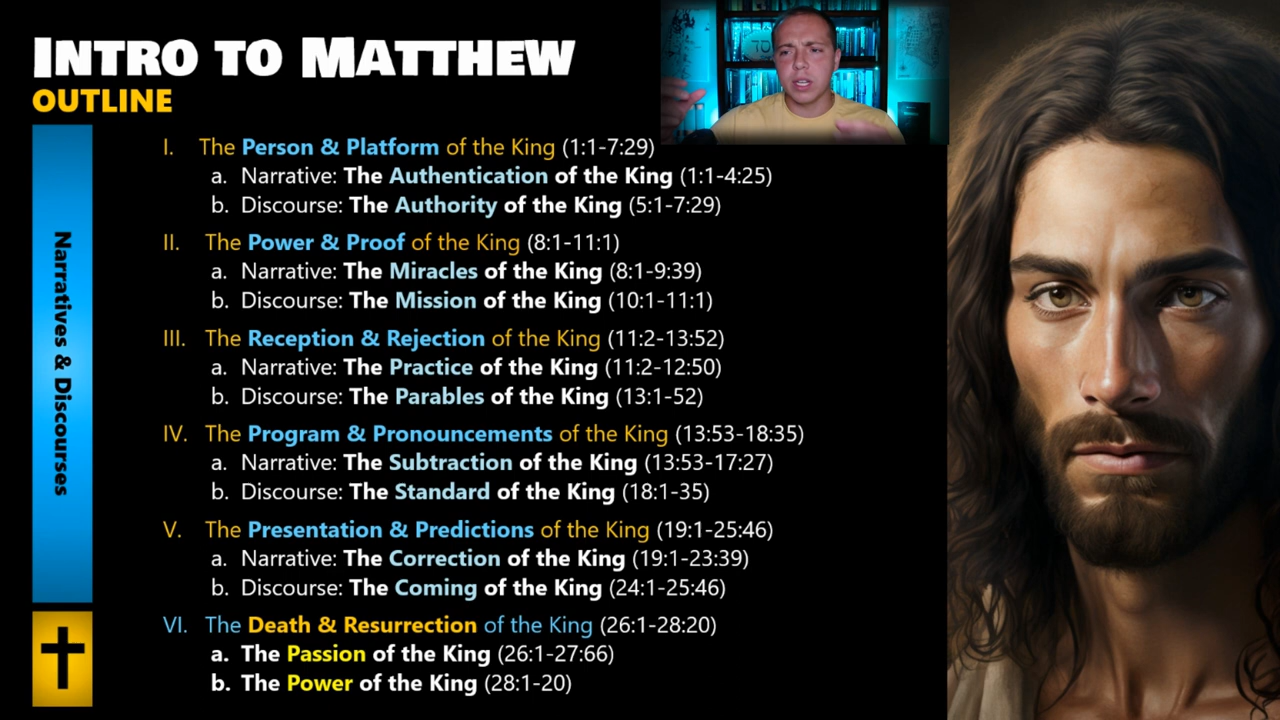 INTRO TO MATTHEW
OUTLINE
Narratives & Discourses
I. The Person & Platform of the King (1:1-7:29)
a. Narrative: The Authentication of the King (1:1-4:25)
b. Discourse: The Authority of the King (5:1-7:29)
II. The Power & Proof of the King (8:1-11:1)
a. Narrative: The Miracles of the King (8:1-9:39)
b. Discourse: The Mission of the King (10:1-11:1)
III. The Reception & Rejection of the King (11:2-13:52)
a. Narrative: The Practice of the King (11:2-12:50)
b. Discourse: The Parables of the King (13:1-52)
IV. The Program & Pronouncements of the King (13:53-18:35)
a. Narrative: The Subtraction of the King (13:53-17:27)
b. Discourse: The Standard of the King (18:1-35)
V. The Presentation & Predictions of the King (19:1-25:46)
a. Narrative: The Correction of the King (19:1-23:39)
b. Discourse: The Coming of the King (24:1-25:46)
VI. The Death & Resurrection of the King (26:1-28:20)
a. The Passion of the King (26:1-27:66)
b. The Power of the King (28:1-20)